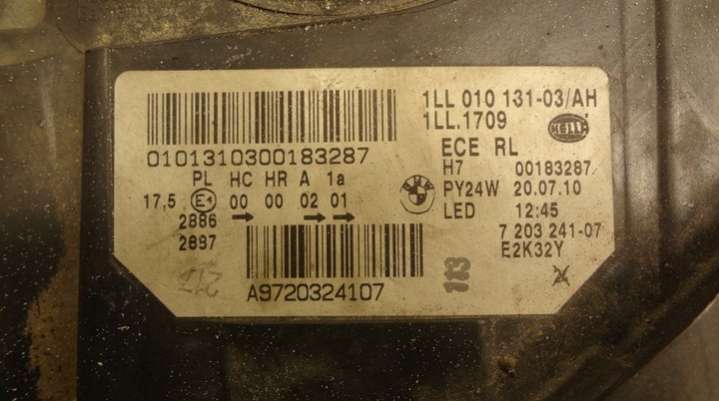 1LL 010 131-03/AH
1LL.1709
HELLA
0101310300183287
ECE RL
PL HC HR A 1a
H7 00183287
17,5 E1 00 00 02 01
BMW
PY24W 20.07.10
2886
LED 12:45
2897
7 203 241-07
E2K32Y
A9720324107
113